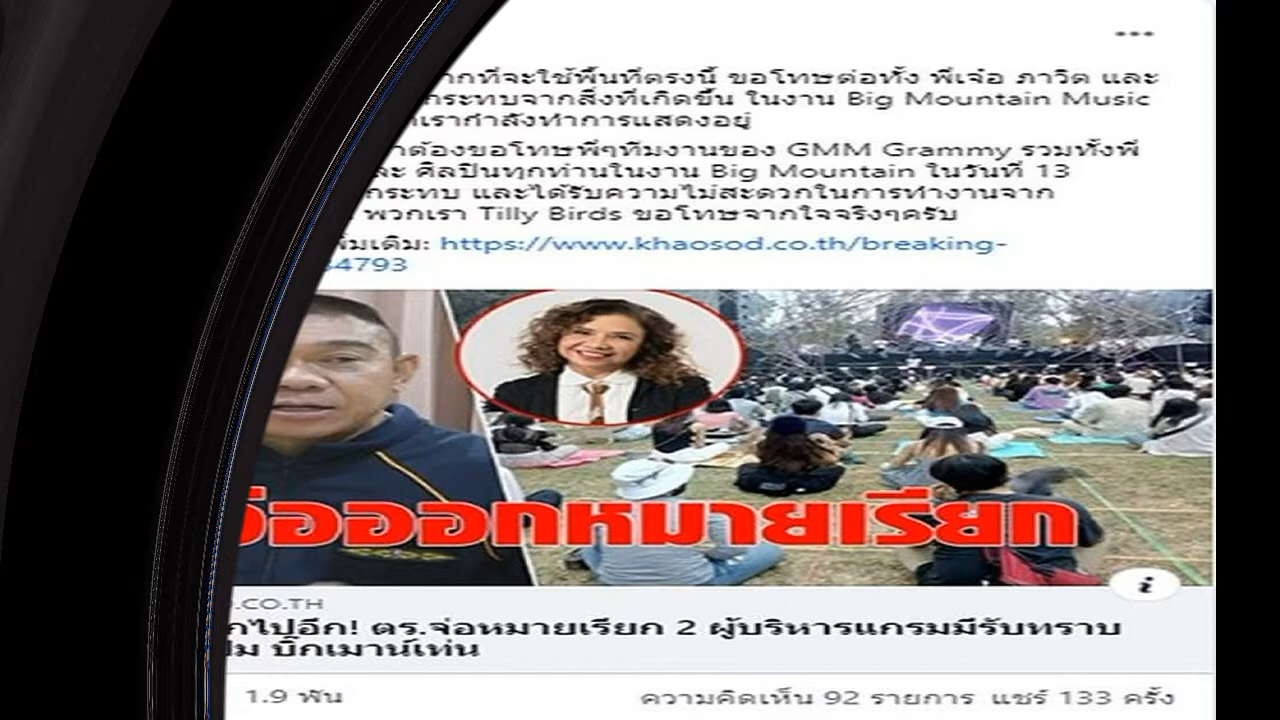 ที่จะใช้พื้นที่ตรงนี้ ขอโทษต่อทั้ง พี่เจ๋อ ภาวิต และ
กระทบจากสิ่งที่เกิดขึ้น ในงาน Big Mountain Music
เรากำลังทำการแสดงอยู่
ต้องขอโทษพี่ๆทีมงานของ GMM Grammy รวมทั้งพี่
ศิลปินทุกท่านในงาน Big Mountain ในวันที่ 13
กระทบ และได้รับความไม่สะดวกในการทำงานจาก
พวกเรา Tilly Birds ขอโทษจากใจจริงๆครับ
เพิ่มเติม: https://www.khaosod.co.th/breaking-
4793
จ่อออกหมายเรียก
.CO.TH
ไปอีก! ตร.จ่อหมายเรียก 2 ผู้บริหารแกรมมี่รับทราบ
บิ๊กเมาน์เท่น
1.9 พัน
ความคิดเห็น 92 รายการ แชร์ 133 ครั้ง